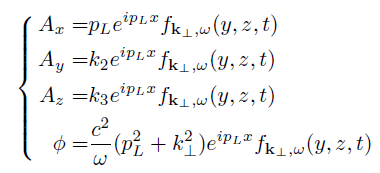 A_x = p_L e^{i p_L x} f_{\mathbf{k}_\perp,\omega}(y, z, t)
A_y = k_2 e^{i p_L x} f_{\mathbf{k}_\perp,\omega}(y, z, t)
A_z = k_3 e^{i p_L x} f_{\mathbf{k}_\perp,\omega}(y, z, t)
\phi = \frac{c^2}{\omega}(p_L^2 + k_\perp^2) e^{i p_L x} f_{\mathbf{k}_\perp,\omega}(y, z, t)